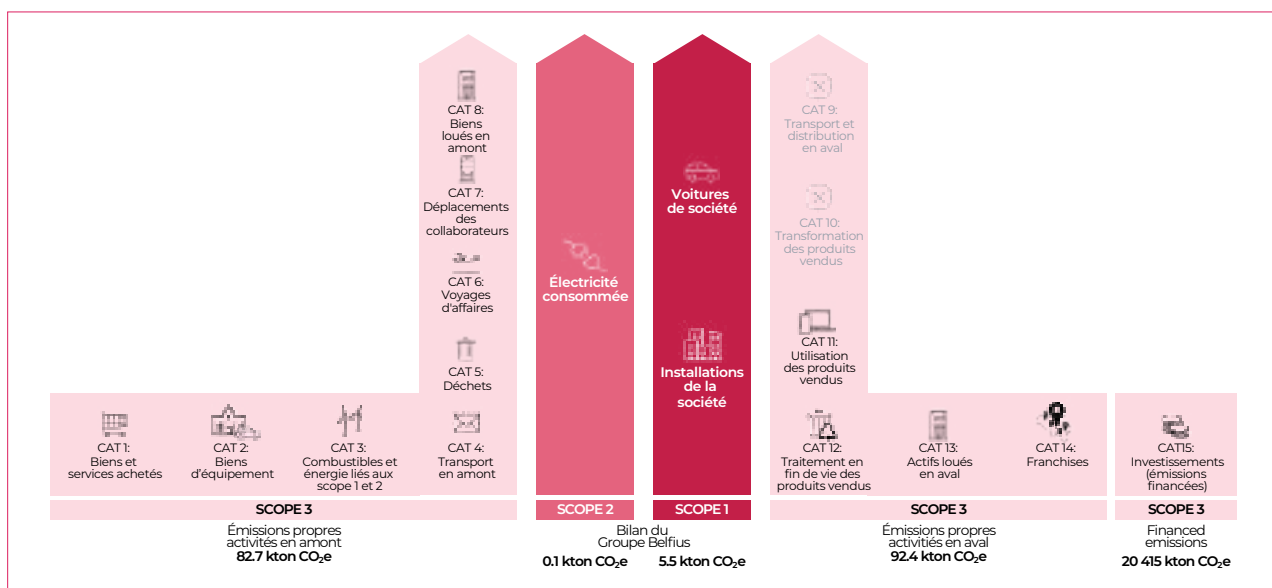 CAT 8:
Biens
loués en
amont
CAT 7:
Déplacements
des
collaborateurs
CAT 6:
Voyages
d'affaires
CAT 5:
Déchets
CAT 4:
Transport
en amont
CAT 1:
Biens et
services achetés
CAT 2:
Biens
d'équipement
CAT 3:
Combustibles et
énergie liés aux
scope 1 et 2
SCOPE 3
Émissions propres
activités en amont
82.7 kton CO₂e
Électricité
consommée
SCOPE 2
Voitures
de société
Installations
de la
société
SCOPE 1
Bilan du
Groupe Belfius
0.1 kton CO₂e
5.5 kton CO₂e
CAT 9:
Transport et
distribution
en aval
CAT 10:
Transformation
des produits
vendus
CAT 11:
Utilisation
des produits
vendus
CAT 12:
Traitement en
fin de vie des
produits vendus
CAT 13:
Actifs loués
en aval
CAT 14:
Franchises
SCOPE 3
Émissions propres
activitiés en aval
92.4 kton CO₂e
CAT15:
Investissements
(émissions
financées)
SCOPE 3
Financed
emissions
20 415 kton CO₂e